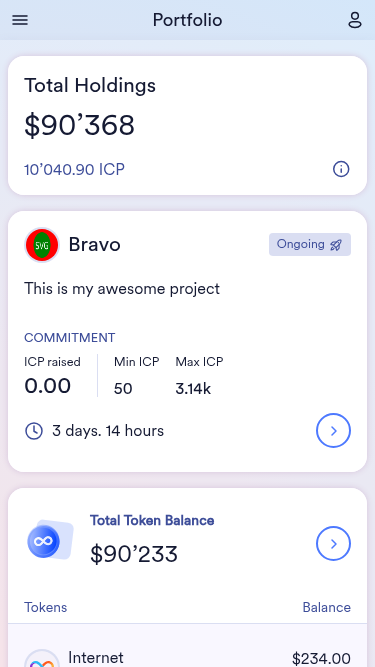 Portfolio
Total Holdings
$90’368
10’040.90 ICP
SVG
Bravo
Ongoing
This is my awesome project
COMMITMENT
ICP raised
0.00
Min ICP
50
Max ICP
3.14k
3 days. 14 hours
Total Token Balance
$90’233
Tokens
Balance
Internet
$234.00